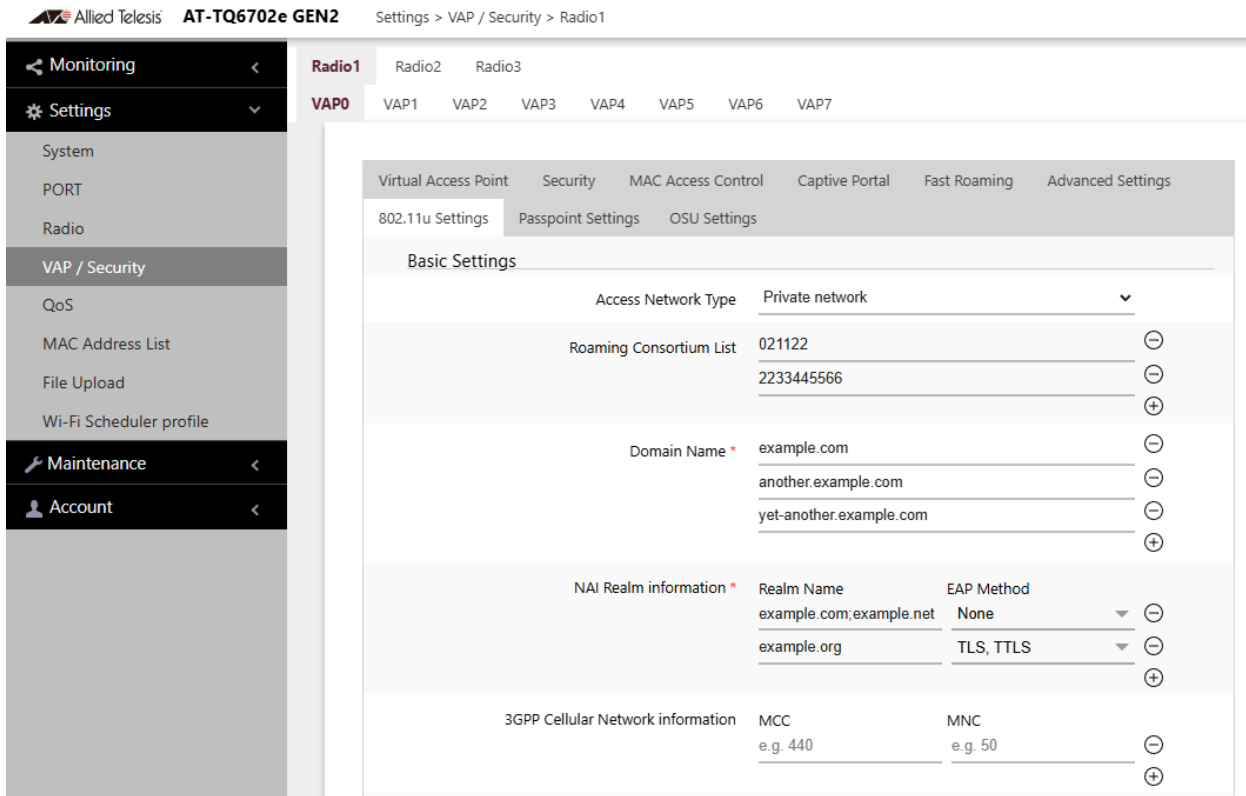 Allied Telesis AT-TQ6702e GEN2 Settings > VAP / Security > Radio1
Monitoring
Settings
System
PORT
Radio
VAP / Security
QoS
MAC Address List
File Upload
Wi-Fi Scheduler profile
Maintenance
Account
Radio1 Radio2 Radio3
VAP0 VAP1 VAP2 VAP3 VAP4 VAP5 VAP6 VAP7
Virtual Access Point Security MAC Access Control Captive Portal Fast Roaming Advanced Settings
802.11u Settings Passpoint Settings OSU Settings
Basic Settings
Access Network Type Private network
Roaming Consortium List 021122
2233445566
Domain Name * example.com
another.example.com
yet-another.example.com
NAI Realm information * Realm Name EAP Method
example.com;example.net None
example.org TLS, TTLS
3GPP Cellular Network information MCC MNC
e.g. 440 e.g. 50